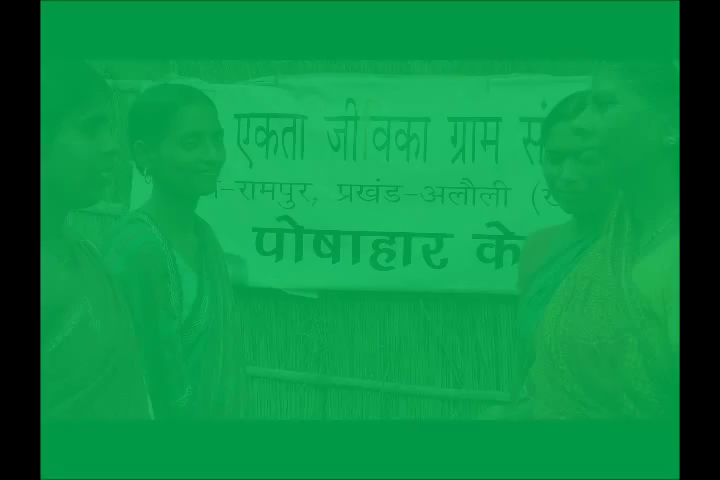 एकता जीविका ग्राम
रामपुर, प्रखंड-अलौली
पोषाहार